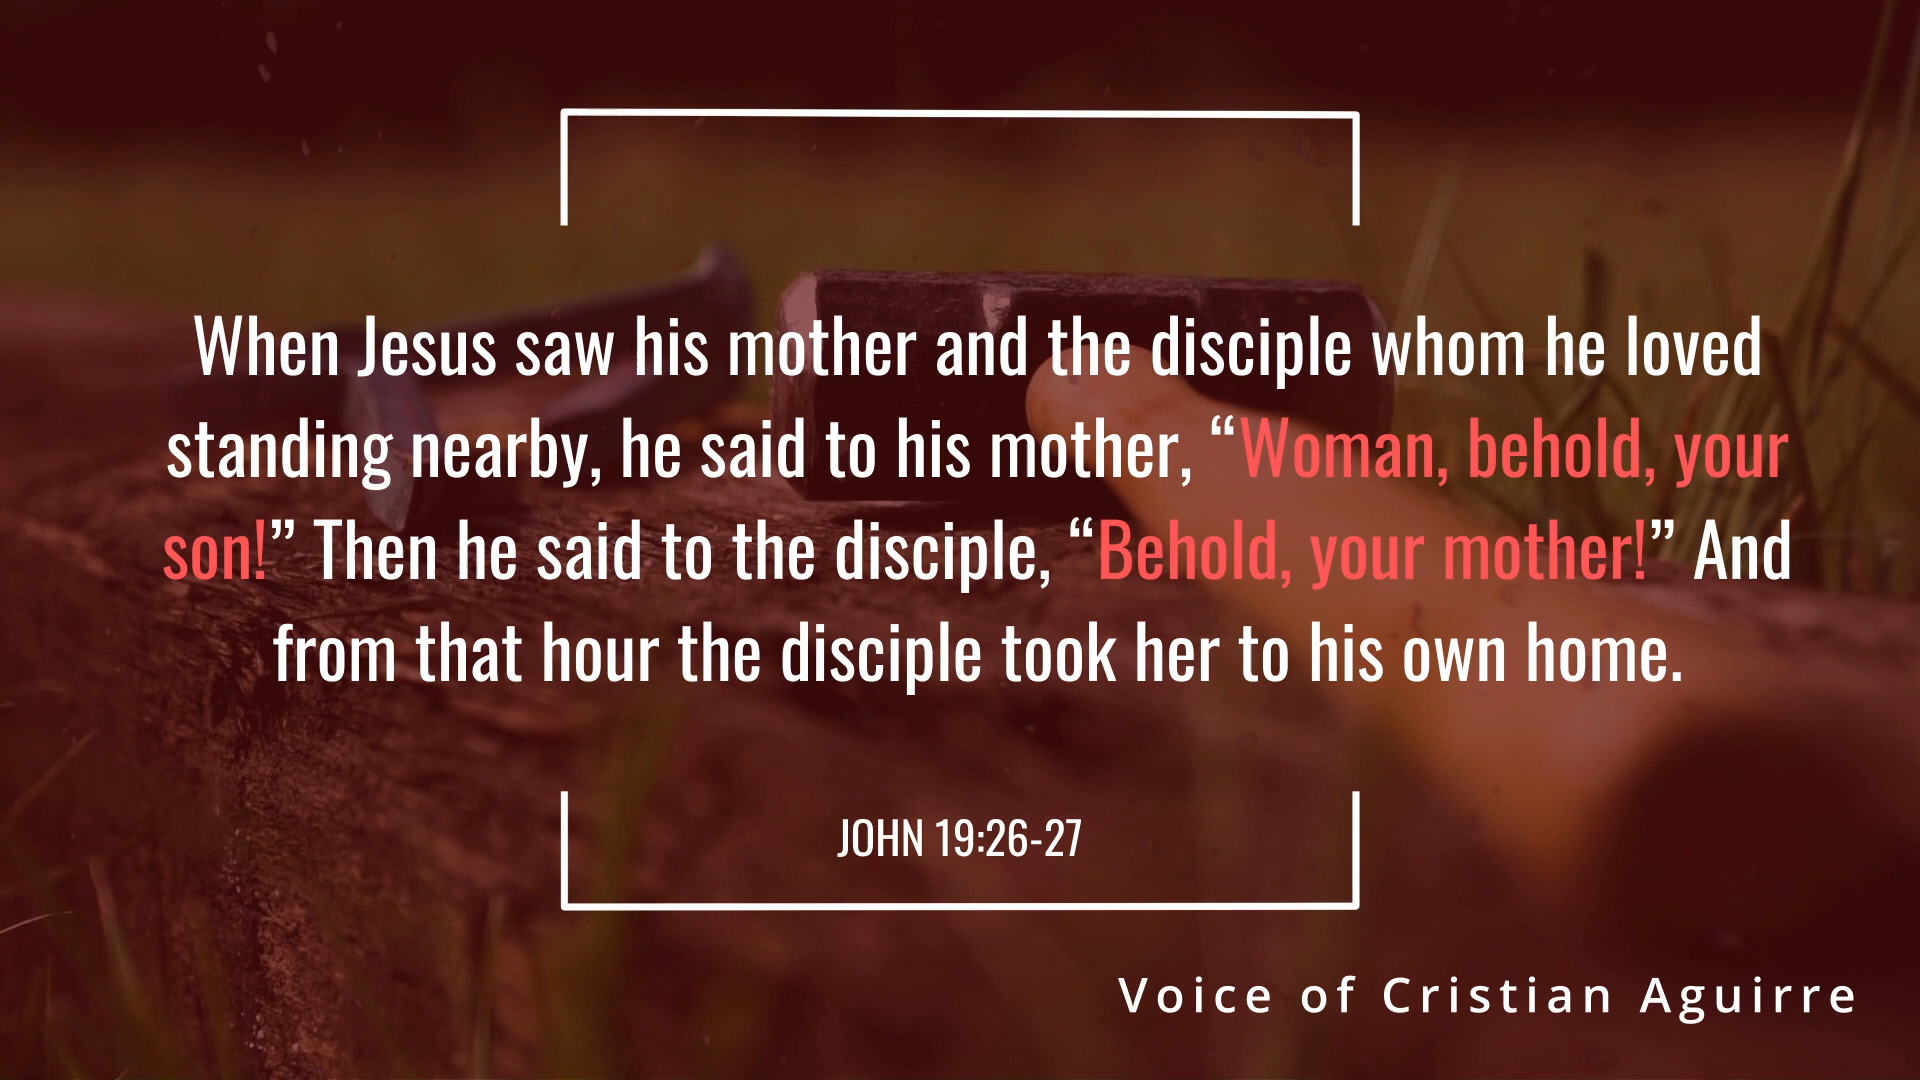 When Jesus saw his mother and the disciple whom he loved
standing nearby, he said to his mother, “Woman, behold, your
son!” Then he said to the disciple, “Behold, your mother!” And
from that hour the disciple took her to his own home.
JOHN 19:26-27
Voice of Cristian Aguirre